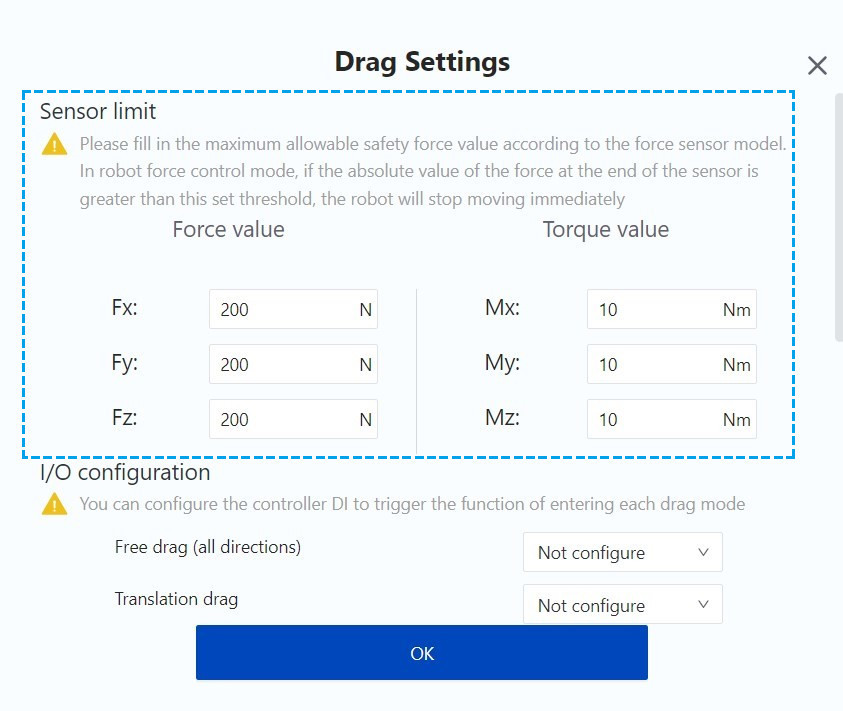 Drag Settings
Sensor limit
Please fill in the maximum allowable safety force value according to the force sensor model.
In robot force control mode, if the absolute value of the force at the end of the sensor is
greater than this set threshold, the robot will stop moving immediately
Force value Torque value
Fx: 200 N Mx: 10 Nm
Fy: 200 N My: 10 Nm
Fz: 200 N Mz: 10 Nm
I/O configuration
You can configure the controller DI to trigger the function of entering each drag mode
Free drag (all directions) Not configure
Translation drag Not configure
OK